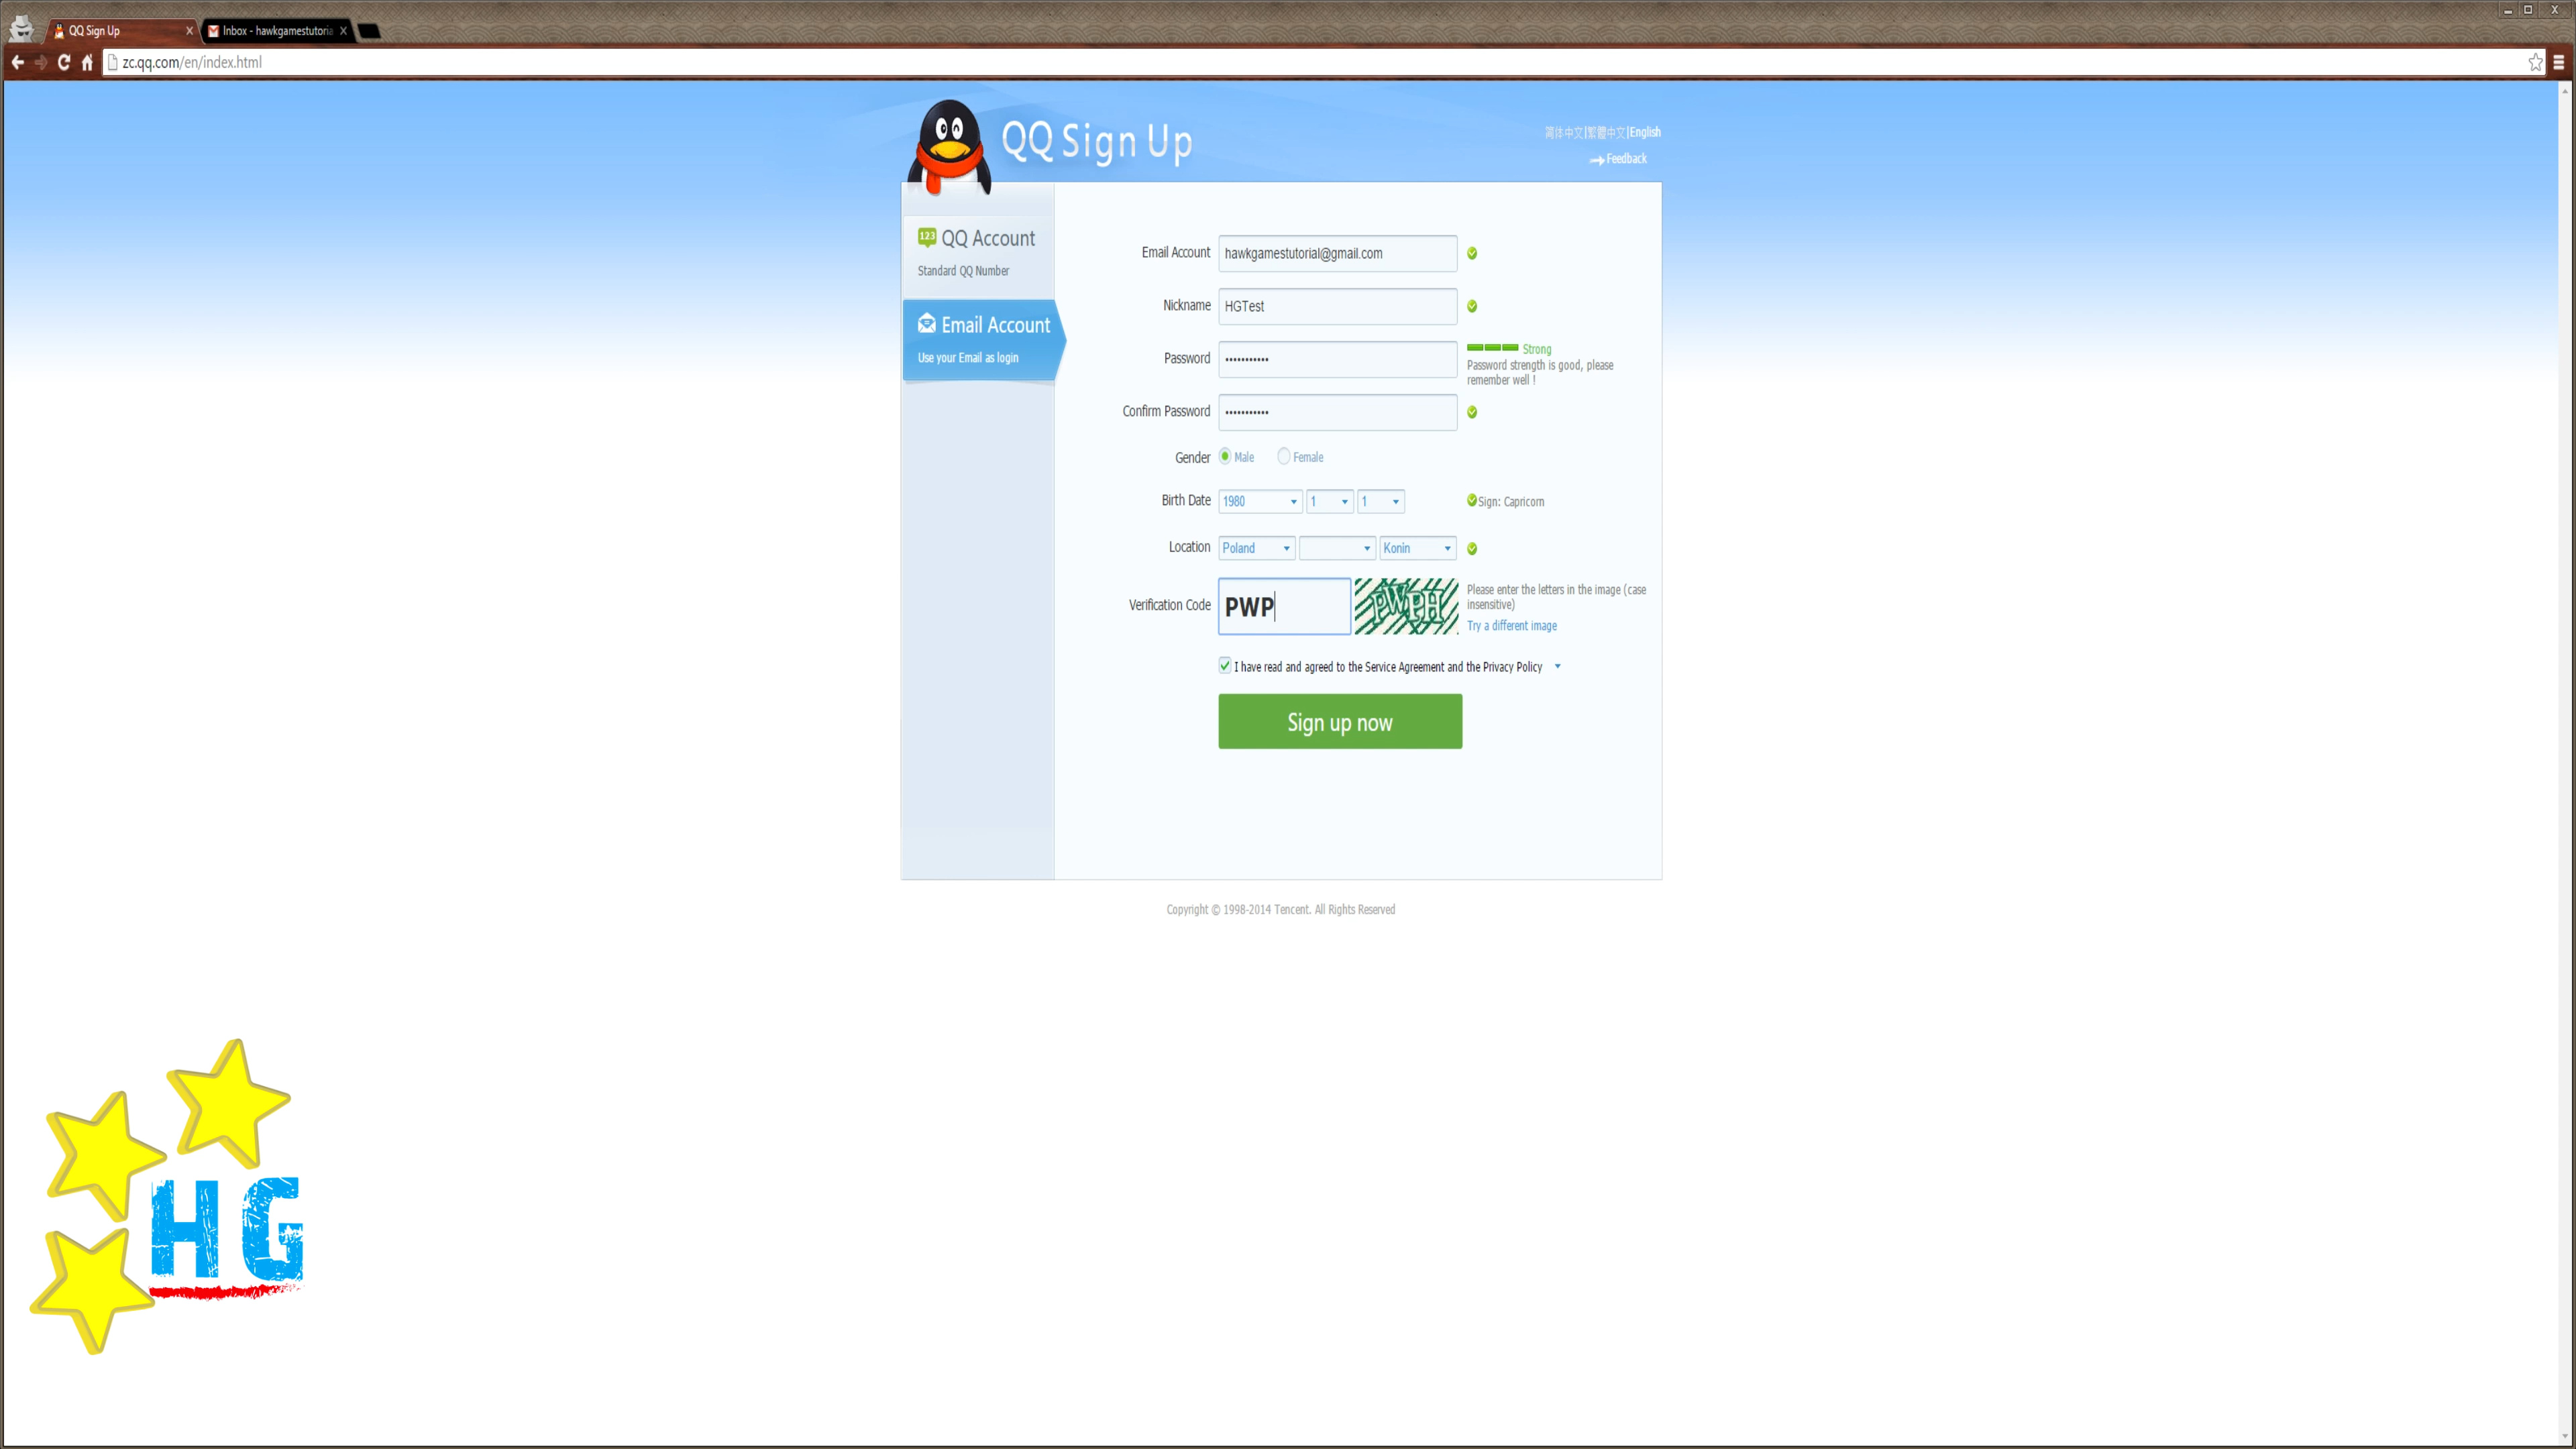 QQ Sign Up
Inbox - hawkgamestutoria
zc.qq.com/en/index.html
QQ Sign Up
简体中文|繁體中文|English
Feedback
123 QQ Account
Standard QQ Number
Email Account
Use your Email as login
Email Account hawkgamestutorial@gmail.com
Nickname HGTest
Password ••••••••••• Strong
Password strength is good, please
remember well !
Confirm Password •••••••••••
Gender Male Female
Birth Date 1980 1 1 Sign: Capricorn
Location Poland Konin
Verification Code PWP PWPH
Please enter the letters in the image (case
insensitive)
Try a different image
I have read and agreed to the Service Agreement and the Privacy Policy
Sign up now
Copyright © 1998-2014 Tencent. All Rights Reserved
HG